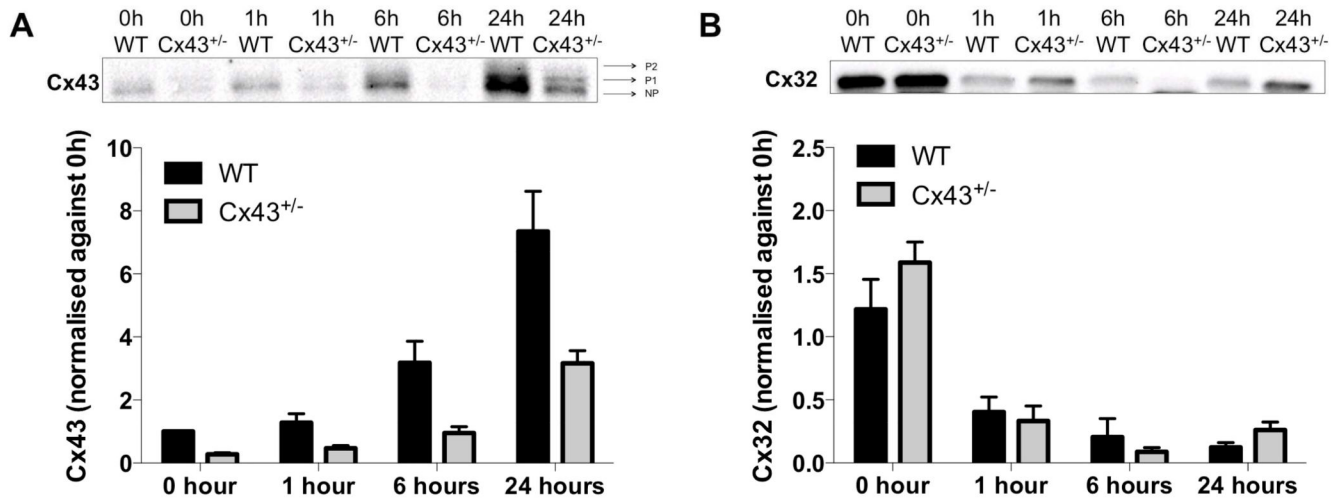 A
0h 0h 1h 1h 6h 6h 24h 24h
WT Cx43+/- WT Cx43+/- WT Cx43+/- WT Cx43+/-
Cx43
P2
P1
NP
10
8
6
4
2
0
Cx43 (normalised against 0h)
WT
Cx43+/-
0 hour 1 hour 6 hours 24 hours
B
0h 0h 1h 1h 6h 6h 24h 24h
WT Cx43+/- WT Cx43+/- WT Cx43+/- WT Cx43+/-
Cx32
2.5
2.0
1.5
1.0
0.5
0.0
Cx32 (normalised against 0h)
WT
Cx43+/-
0 hour 1 hour 6 hours 24 hours